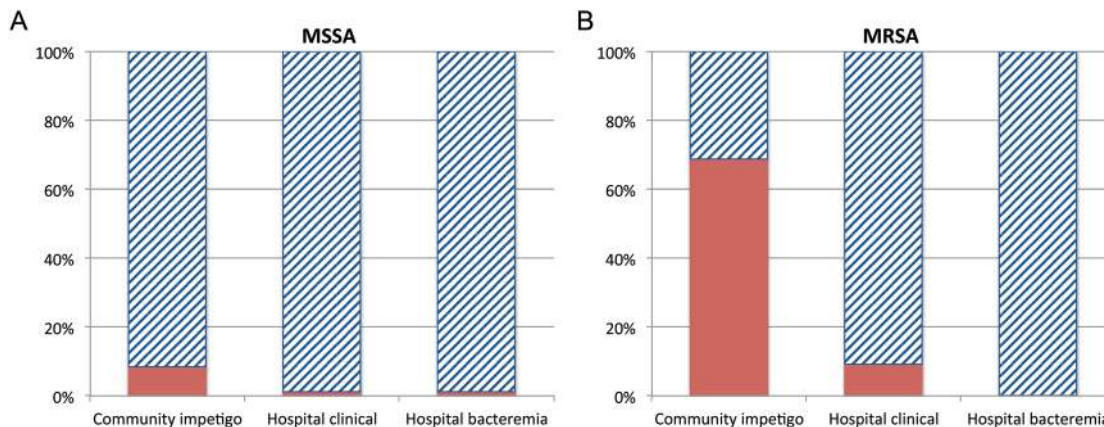 A
MSSA
100%
80%
60%
40%
20%
0%
Community impetigo
Hospital clinical
Hospital bacteremia
B
MRSA
100%
80%
60%
40%
20%
0%
Community impetigo
Hospital clinical
Hospital bacteremia